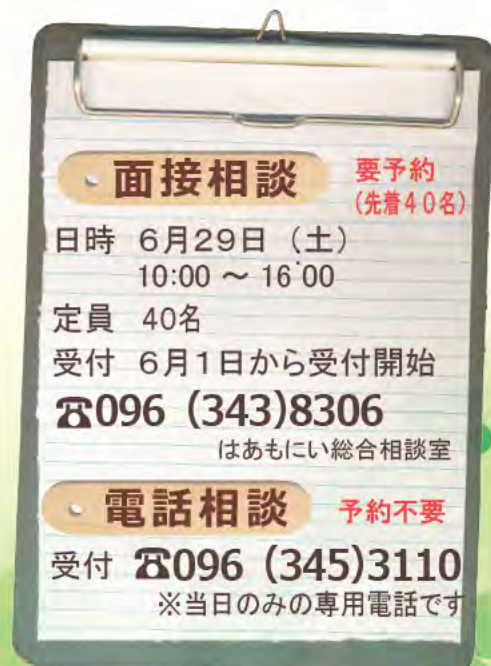 面接相談
要予約
(先着40名)
日時 6月29日(土)
10:00 ～ 16:00
定員 40名
受付 6月1日から受付開始
☎096 (343)8306
はあもにい総合相談室
電話相談 予約不要
受付 ☎096 (345)3110
※当日のみの専用電話です